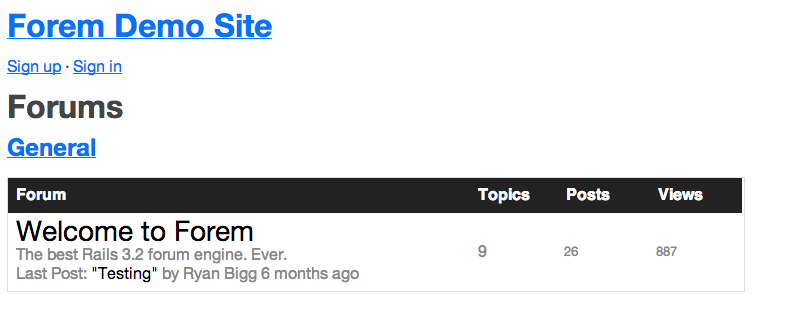 Forem Demo Site
Sign up · Sign in
Forums
General
Forum Topics Posts Views
Welcome to Forem
The best Rails 3.2 forum engine. Ever.
9 26 887
Last Post: "Testing" by Ryan Bigg 6 months ago